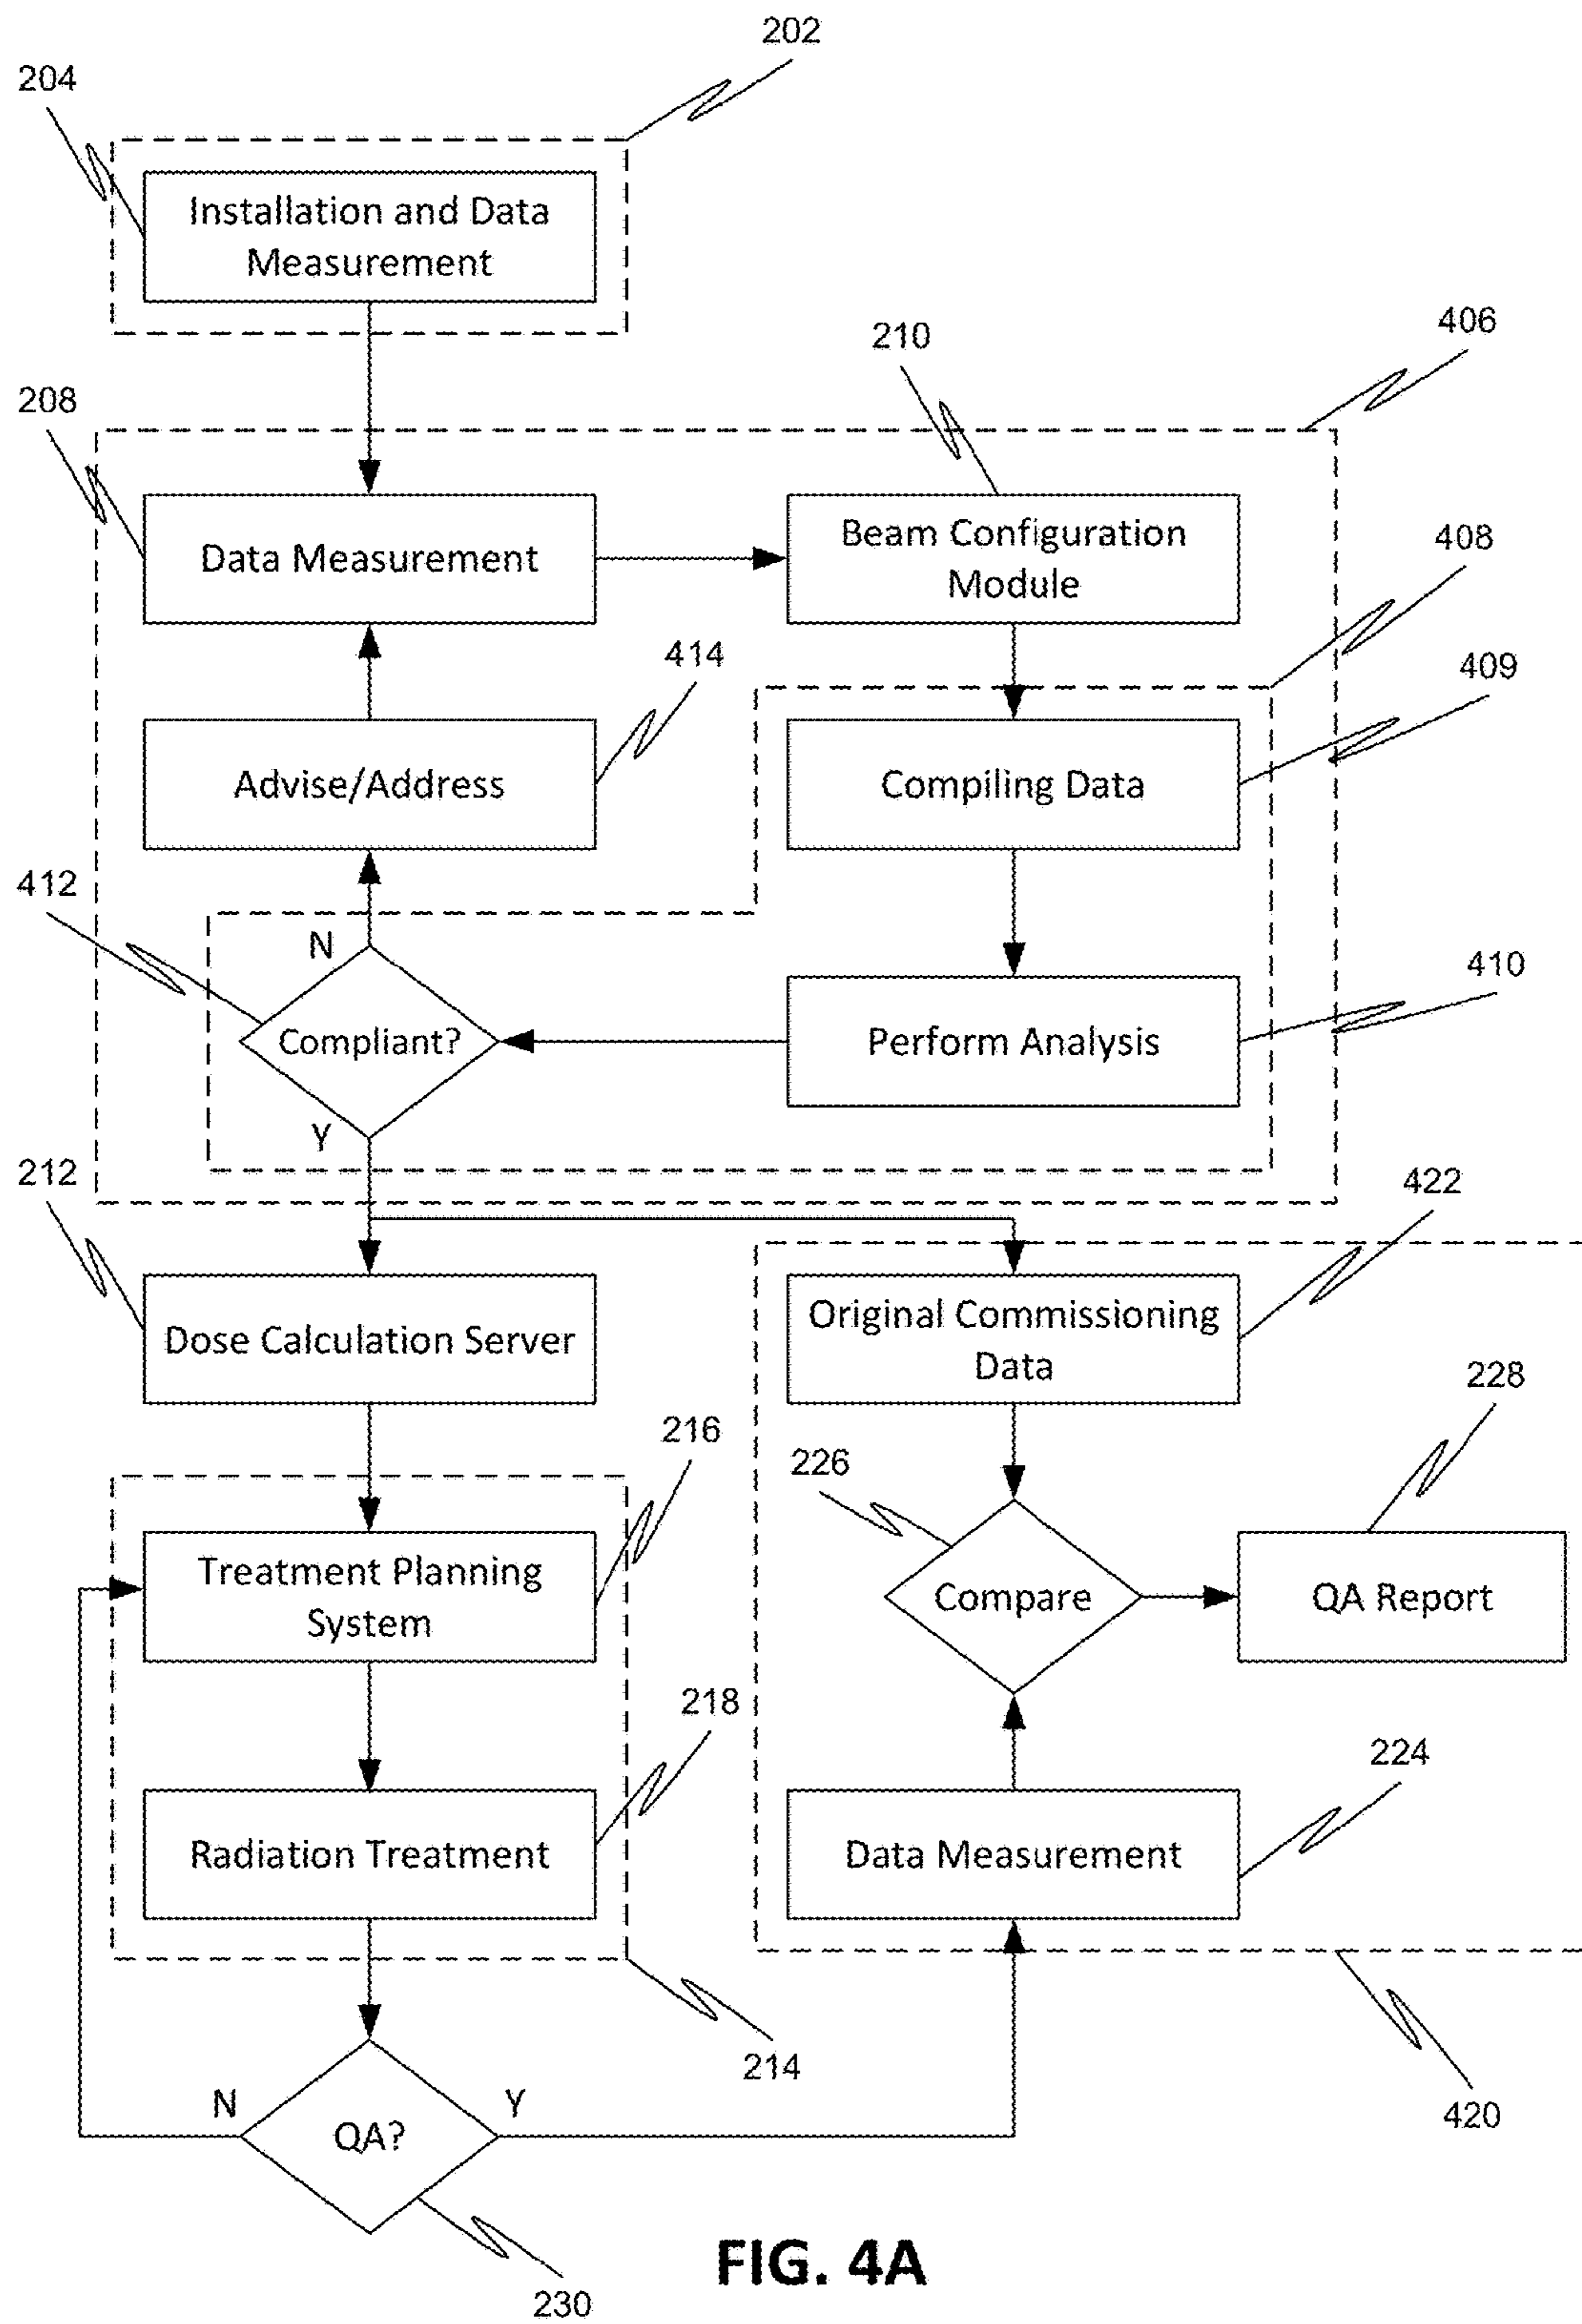 202
204
Installation and Data
Measurement
406
210
208
Data Measurement
Beam Configuration
Module
408
414
409
Advise/Address
Compiling Data
412
N
410
Compliant?
Perform Analysis
Y
212
422
Dose Calculation Server
Original Commissioning
Data
228
216
226
Treatment Planning
System
Compare
QA Report
218
224
Radiation Treatment
Data Measurement
214
N
Y
420
QA?
230
FIG. 4A